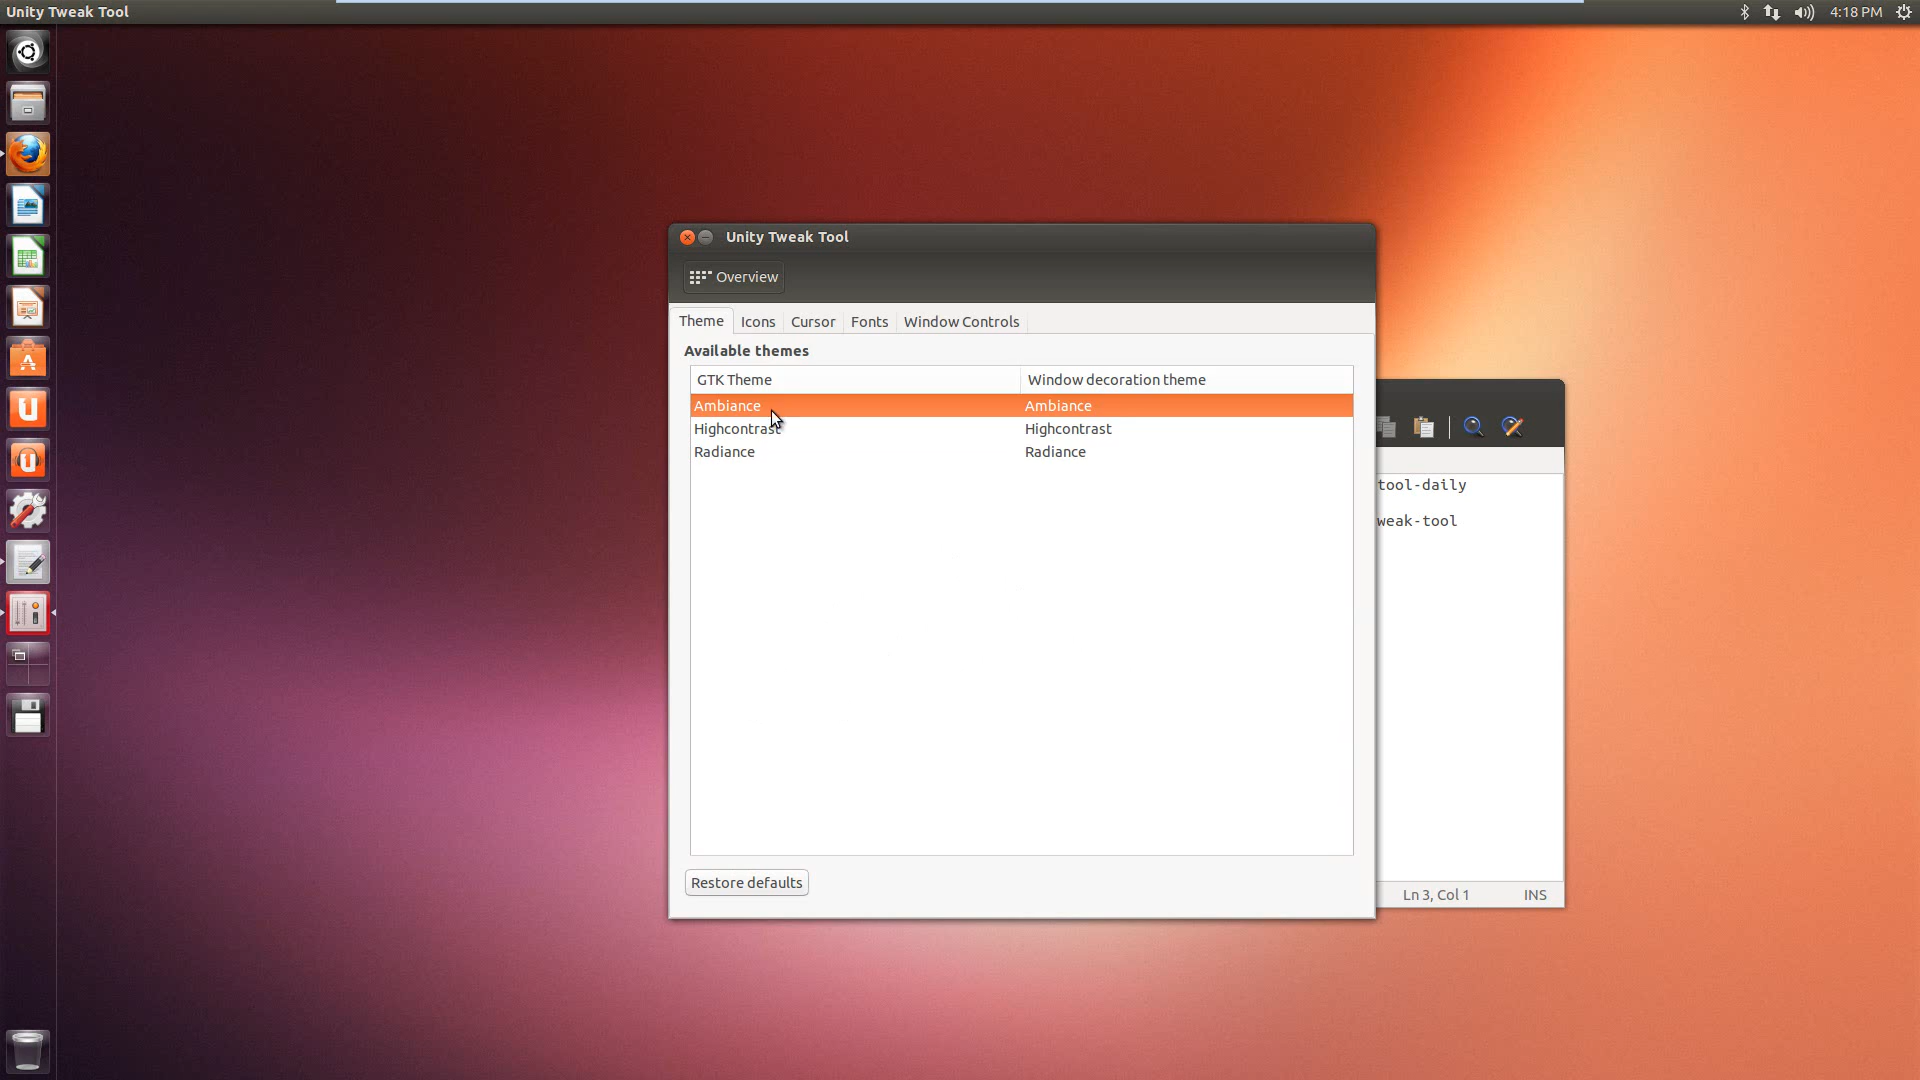 Unity Tweak Tool
4:18 PM
Unity Tweak Tool
Overview
Theme Icons Cursor Fonts Window Controls
Available themes
GTK Theme Window decoration theme
Ambiance Ambiance
Highcontrast Highcontrast
Radiance Radiance
Restore defaults
tool-daily
weak-tool
Ln 3, Col 1 INS